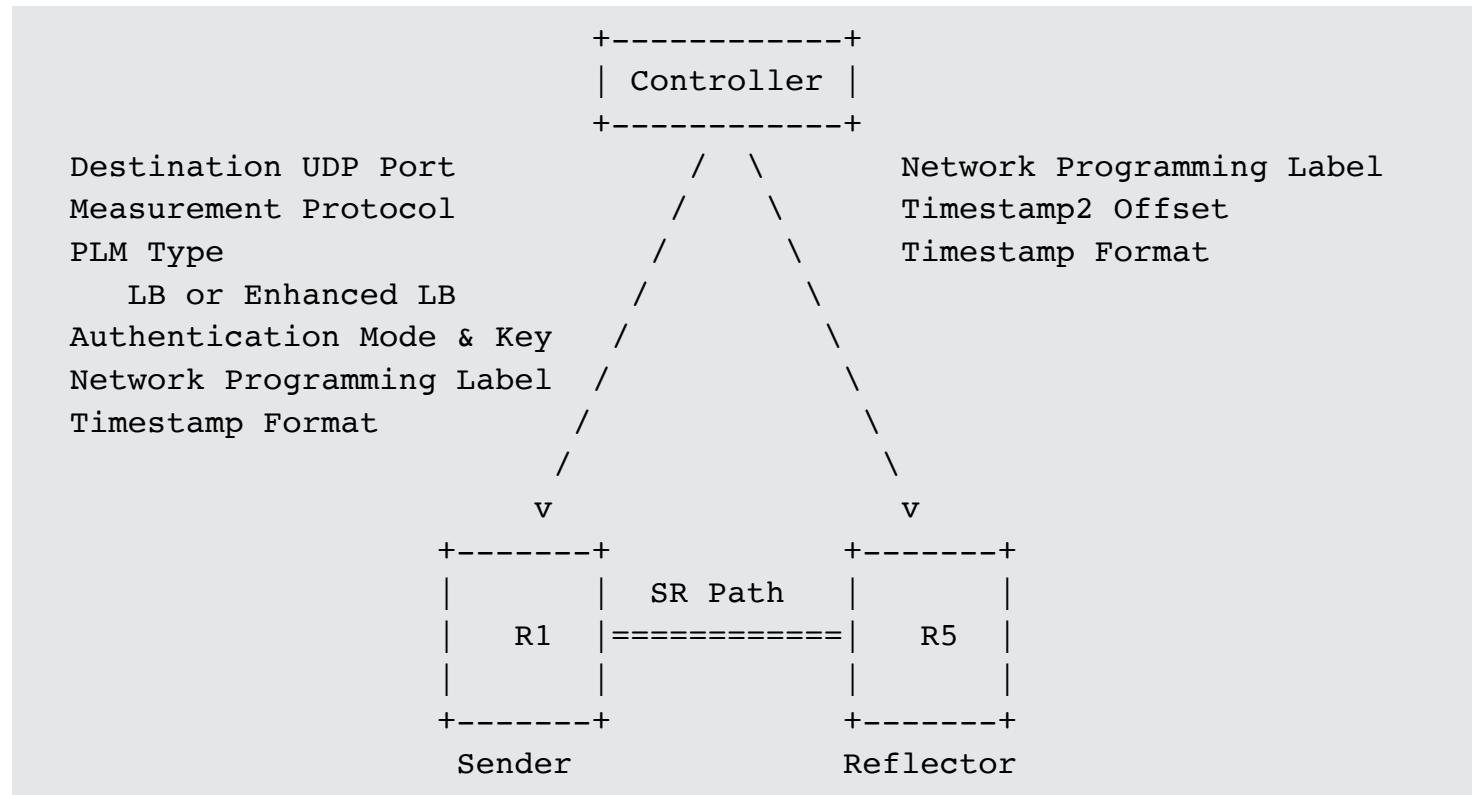 +------------+
| Controller |
+------------+
Destination UDP Port / \ Network Programming Label
Measurement Protocol / \ Timestamp2 Offset
PLM Type / \ Timestamp Format
LB or Enhanced LB / \
Authentication Mode & Key / \
Network Programming Label / \
Timestamp Format / \
/ \
v v
+-------+ +-------+
| | SR Path | |
| R1 |============| R5 |
| | | |
+-------+ +-------+
Sender Reflector